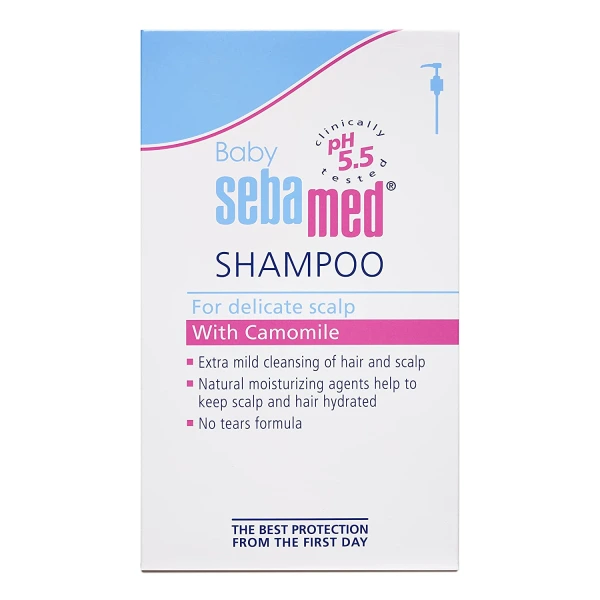 clinically
pH
5.5
tested
Baby
sebamed®
SHAMPOO
For delicate scalp
With Camomile
Extra mild cleansing of hair and scalp
Natural moisturizing agents help to
keep scalp and hair hydrated
No tears formula
THE BEST PROTECTION
FROM THE FIRST DAY